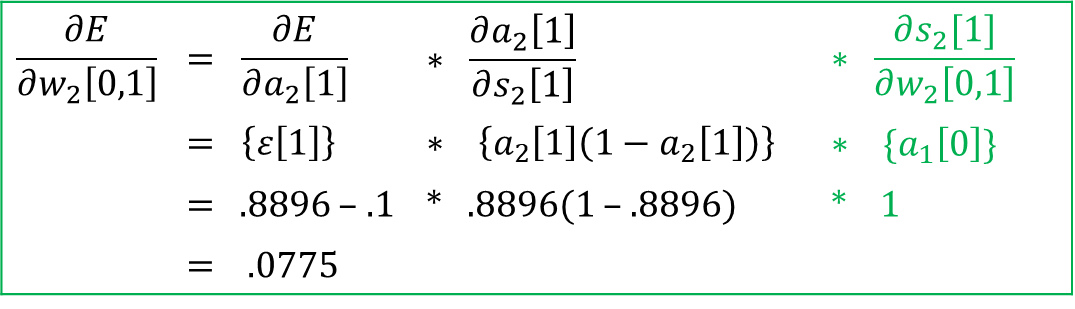 ∂E/∂w₂[0,1] = ∂E/∂a₂[1] * ∂a₂[1]/∂s₂[1] * ∂s₂[1]/∂w₂[0,1]
= {ε[1]} * {a₂[1](1 − a₂[1])} * {a₁[0]}
= .8896 – .1 * .8896(1 – .8896) * 1
= .0775